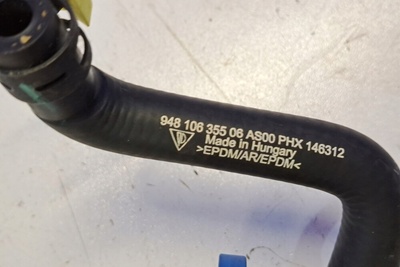 948 106 355 06 AS00 PHX 146312
Made in Hungary
>EPDM/AR/EPDM<